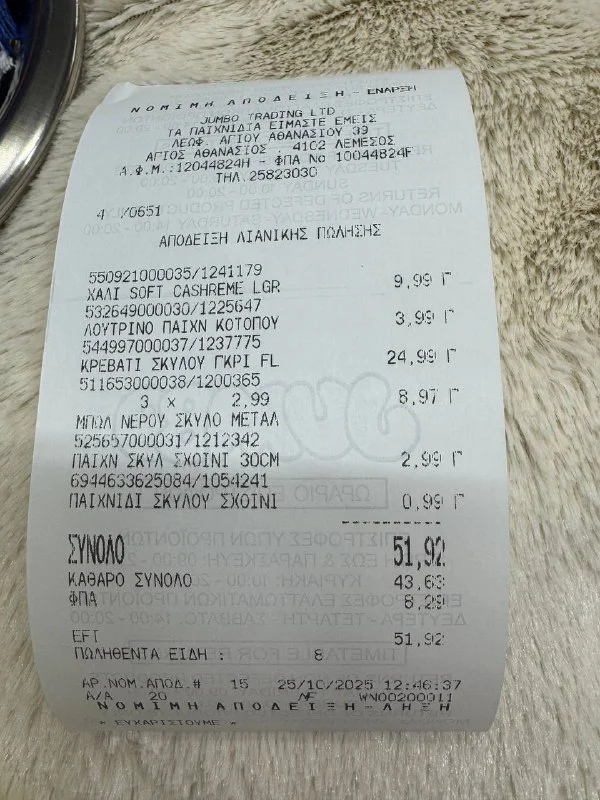 ΝΟΜΙΜΗ ΑΠΟΔΕΙΞΗ - ΕΝΑΡΞΗ
JUMBO TRADING LTD
ΤΑ ΠΑΙΧΝΙΔΙΑ ΕΙΜΑΣΤΕ ΕΜΕΙΣ
ΛΕΩΦ. ΑΓΙΟΥ ΑΘΑΝΑΣΙΟΥ 39
ΑΓΙΟΣ ΑΘΑΝΑΣΙΟΣ , 4102 ΛΕΜΕΣΟΣ
Α.Φ.Μ.:12044824H - ΦΠΑ No 10044824F
ΤΗΛ.25823030
ΑΠΟΔΕΙΞΗ ΛΙΑΝΙΚΗΣ ΠΩΛΗΣΗΣ
550921000035/1241179
ΧΑΛΙ SOFT CASHREME LGR 9,99 Γ
532649000030/1225647
ΛΟΥΤΡΙΝΟ ΠΑΙΧΝ ΚΟΤΟΠΟΥ 3,99 Γ
544997000037/1237775
ΚΡΕΒΑΤΙ ΣΚΥΛΟΥ ΓΚΡΙ FL 24,99 Γ
511653000038/1200365
3 x 2,99 8,97 Γ
ΜΠΩΛ ΝΕΡΟΥ ΣΚΥΛΟ ΜΕΤΑΛ
525657000031/1212342
ΠΑΙΧΝ ΣΚΥΛ ΣΧΟΙΝΙ 30CM 2,99 Γ
6944633625084/1054241
ΠΑΙΧΝΙΔΙ ΣΚΥΛΟΥ ΣΧΟΙΝΙ 0,99 Γ
ΣΥΝΟΛΟ 51,92
ΚΑΘΑΡΟ ΣΥΝΟΛΟ 43,63
ΦΠΑ 8,29
EFT 51,92
ΠΩΛΗΘΕΝΤΑ ΕΙΔΗ : 8
ΑΡ.ΝΟΜ.ΑΠΟΔ.# 15 25/10/2025 12:46:37
Α/Α 20 WN00200011
ΝΟΜΙΜΗ ΑΠΟΔΕΙΞΗ-ΛΗΞΗ
* ΕΥΧΑΡΙΣΤΟΥΜΕ *